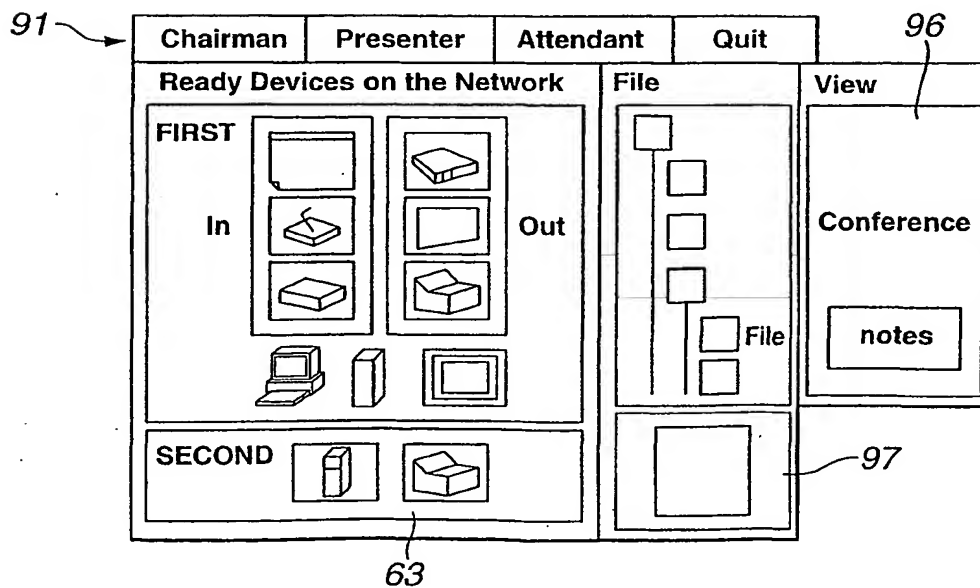 91
Chairman Presenter Attendant Quit
96
Ready Devices on the Network
File
View
FIRST
In
Out
Conference
File
notes
SECOND
97
63